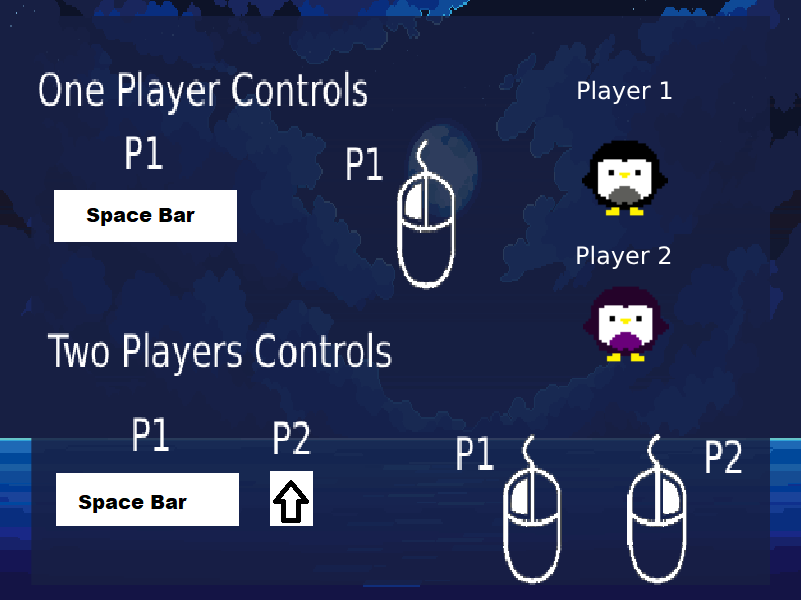 One Player Controls
Player 1
P1
P1
Space Bar
Player 2
Two Players Controls
P1
P2
P1
P2
Space Bar